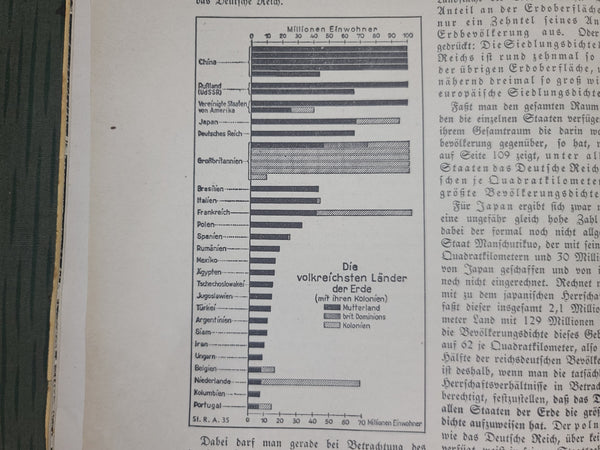 das Deutsche Reich.
Millionen Einwohner
0 10 20 30 40 50 60 70 80 90 100
China
Rußland
(UdSSR)
Vereinigte Staaten
von Amerika
Japan
Deutsches Reich
Großbritannien
Brasilien
Italien
Frankreich
Polen
Spanien
Rumänien
Mexiko
Ägypten
Tschechoslowakei
Jugoslawien
Türkei
Argentinien
Siam
Iran
Ungarn
Belgien
Niederlande
Kolumbien
Portugal
Die
volkreichsten Länder
der Erde
(mit ihren Kolonien)
Mutterland
brit Dominions
Kolonien
0 10 20 30 40 50 60 70 Millionen Einwohner
St. R. A. 35
Dabei darf man gerade bei Betrachtung des
Anteil an der Erdoberfläche
nur ein Zehntel seines An
Erdbevölkerung aus. Oder
gedrückt: Die Siedlungsdichte
Reichs ist rund zehnmal so
der übrigen Erdoberfläche,
nähernd dreimal so groß wi
europäische Siedlungsdichte
Faßt man den gesamten Raum
den die einzelnen Staaten verfüge
ihrem Gesamtraum die darin wo
bevölkerung gegenüber, so hat,
auf Seite 109 zeigt, unter all
Staaten das Deutsche Reich
schen je Quadratkilometer
größte Bevölkerungsdichte
Für Japan ergibt sich zwar
eine ungefähr gleich hohe Zahl
dabei der formal noch nicht allge
Staat Manschutikuo, der mit sein
Quadratkilometern und 30 Milli
von Japan geschaffen und von i
noch nicht eingerechnet. Rechnet
mit zu dem japanischen Herrschaf
faßt dieser insgesamt 2,1 Millio
meter Land mit 129 Millionen
die Bevölkerungsdichte dieses Geb
auf 62 je Quadratkilometer, also
Hälfte der reichsdeutschen Bevölke
ist deshalb, wenn man die tatsäch
Herrschaftsverhältnisse in Betrach
berechtigt, festzustellen, daß das D
allen Staaten der Erde die größ
dichte aufzuweisen hat. Der poln
wie das Deutsche Reich, über kei